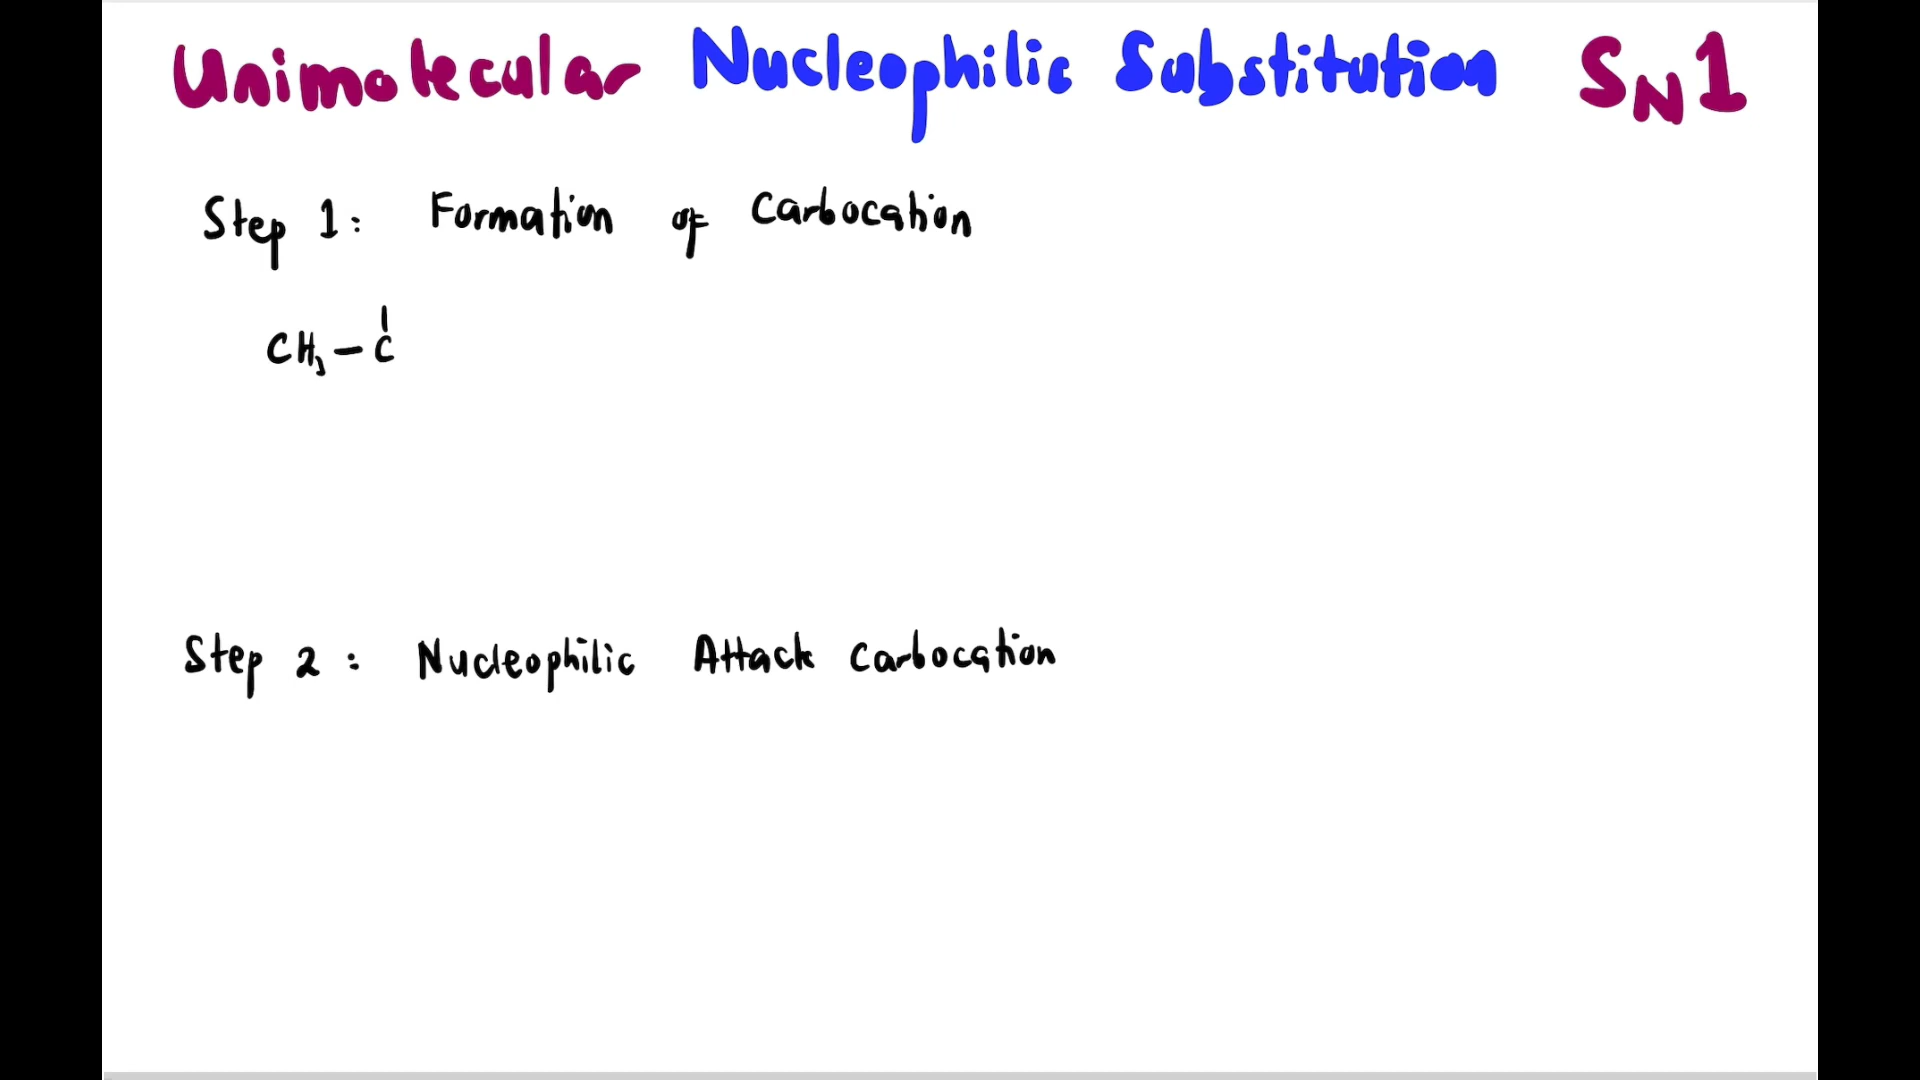 Unimolecular Nucleophilic Substitution SN1
Step 1: Formation of Carbocation
CH3-C
Step 2: Nucleophilic Attack Carbocation